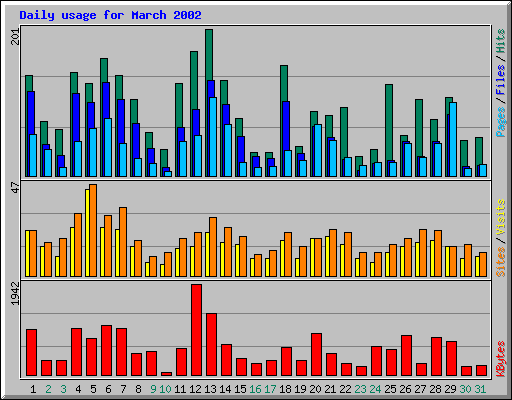 Daily usage for March 2002
201
Pages / Files / Hits
47
Sites / Visits
1942
KBytes
1 2 3 4 5 6 7 8 9 10 11 12 13 14 15 16 17 18 19 20 21 22 23 24 25 26 27 28 29 30 31